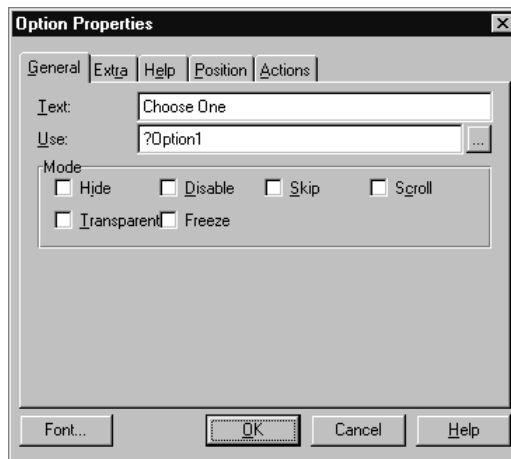 Option Properties
General Extra Help Position Actions
Text: Choose One
Use: ?Option1 ...
Mode
Hide Disable Skip Scroll
Transparent Freeze
Font... OK Cancel Help